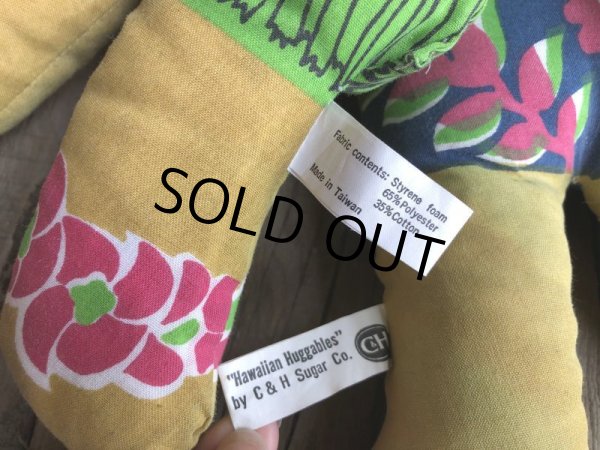 Fabric contents: Styrene foam
65% Polyester
35% Cotton
Made in Taiwan
SOLD OUT
"Hawaiian Huggables"
by C & H Sugar Co.
C&H